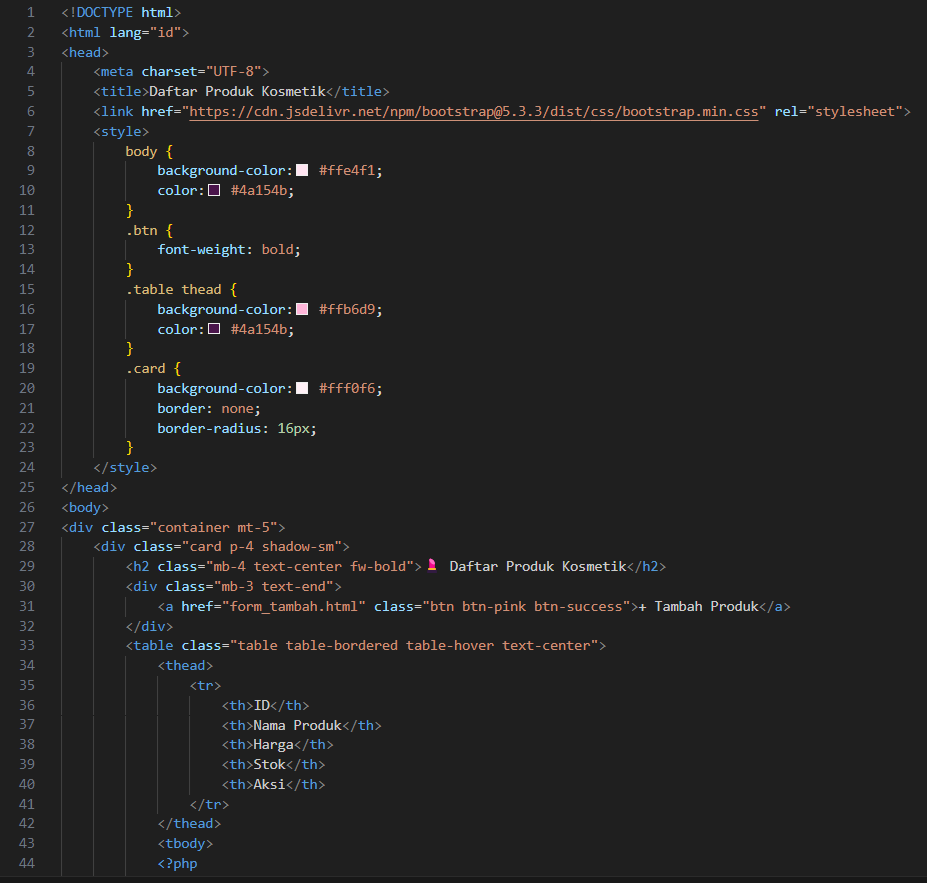 1 <!DOCTYPE html>
2 <html lang="id">
3 <head>
4     <meta charset="UTF-8">
5     <title>Daftar Produk Kosmetik</title>
6     <link href="https://cdn.jsdelivr.net/npm/bootstrap@5.3.3/dist/css/bootstrap.min.css" rel="stylesheet">
7     <style>
8         body {
9             background-color: #ffe4f1;
10             color: #4a154b;
11         }
12         .btn {
13             font-weight: bold;
14         }
15         .table thead {
16             background-color: #ffb6d9;
17             color: #4a154b;
18         }
19         .card {
20             background-color: #fff0f6;
21             border: none;
22             border-radius: 16px;
23         }
24     </style>
25 </head>
26 <body>
27 <div class="container mt-5">
28     <div class="card p-4 shadow-sm">
29         <h2 class="mb-4 text-center fw-bold">💄 Daftar Produk Kosmetik</h2>
30         <div class="mb-3 text-end">
31             <a href="form_tambah.html" class="btn btn-pink btn-success">+ Tambah Produk</a>
32         </div>
33         <table class="table table-bordered table-hover text-center">
34             <thead>
35                 <tr>
36                     <th>ID</th>
37                     <th>Nama Produk</th>
38                     <th>Harga</th>
39                     <th>Stok</th>
40                     <th>Aksi</th>
41                 </tr>
42             </thead>
43             <tbody>
44             <?php